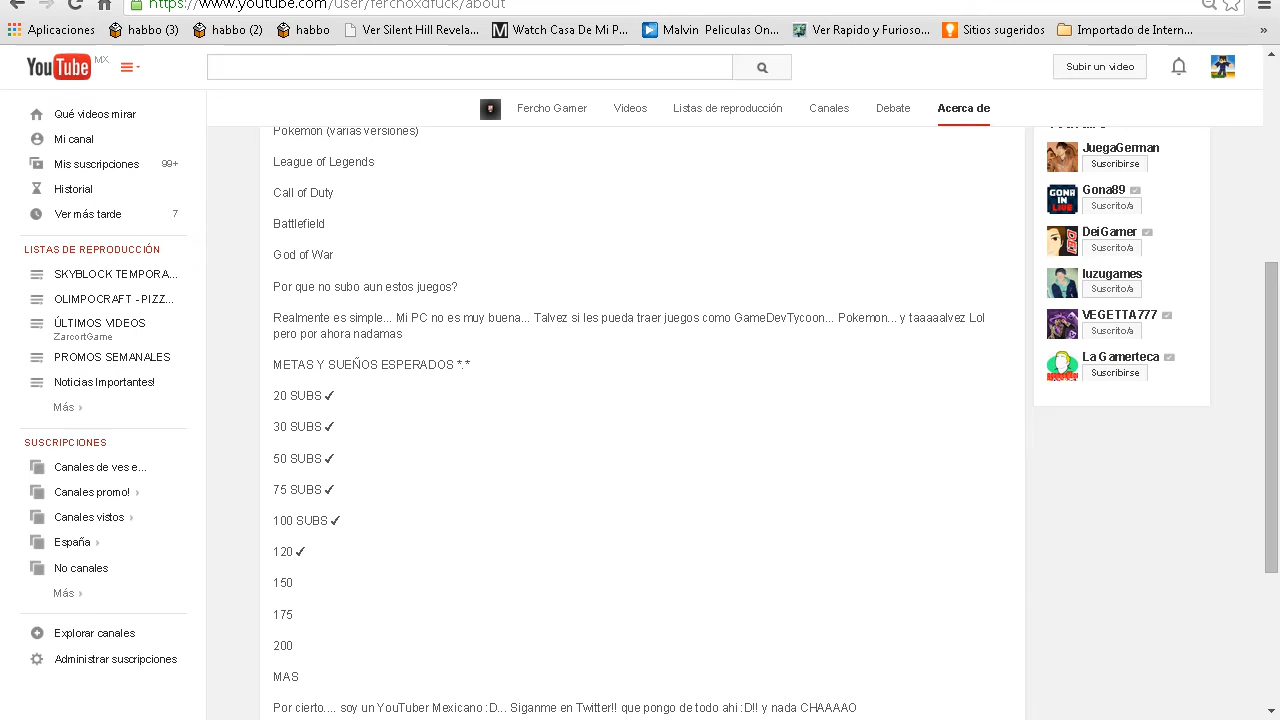 https://www.youtube.com/user/ferchoxdfuck/about
Aplicaciones habbo (3) habbo habbo Ver Silent Hill Revela... Watch Casa De Mi P... Malvin Peliculas On... Ver Rapido y Furioso... Sitios sugeridos Importado de Intern... »
YouTube MX
Subir un video
Fercho Gamer Videos Listas de reproducción Canales Debate Acerca de
Qué videos mirar
Mi canal
Mis suscripciones 99+
Historial
Ver más tarde 7
LISTAS DE REPRODUCCIÓN
SKYBLOCK TEMPORA...
OLIMPOCRAFT - PIZZ...
ÚLTIMOS VIDEOS
ZarcortGame
PROMOS SEMANALES
Noticias Importantes!
Más ›
SUSCRIPCIONES
Canales de ves e...
Canales promo! ›
Canales vistos ›
España ›
No canales
Más ›
Explorar canales
Administrar suscripciones
Pokemon (varias versiones)
League of Legends
Call of Duty
Battlefield
God of War
Por que no subo aun estos juegos?
Realmente es simple... Mi PC no es muy buena... Talvez si les pueda traer juegos como GameDevTycoon... Pokemon... y taaaaalvez Lol
pero por ahora nadamas
METAS Y SUEÑOS ESPERADOS *-*
20 SUBS ✓
30 SUBS ✓
50 SUBS ✓
75 SUBS ✓
100 SUBS ✓
120 ✓
150
175
200
MAS
Por cierto.... soy un YouTuber Mexicano :D... Siganme en Twitter!! que pongo de todo ahi :D!! y nada CHAAAAO
JuegaGerman
Suscribirse
Gona89
Suscrito/a
DeiGamer
Suscrito/a
luzugames
Suscrito/a
VEGETTA777
Suscrito/a
La Gamerteca
Suscribirse
GONA
IN
LIVE
DEI